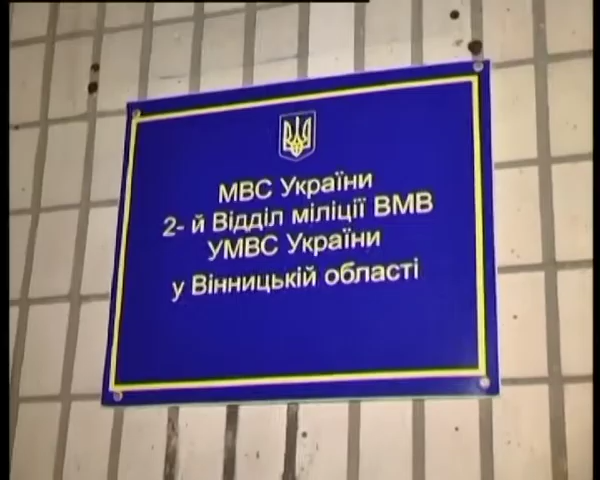 МВС України
2- й Відділ міліції ВМВ
УМВС України
у Вінницькій області